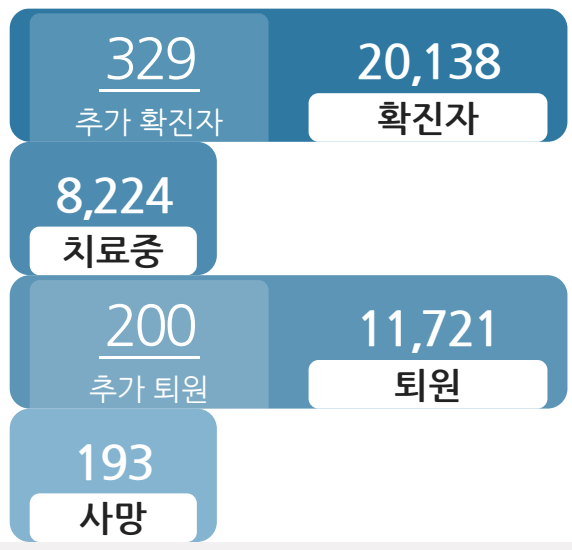 329
추가 확진자
20,138
확진자
8,224
치료중
200
추가 퇴원
11,721
퇴원
193
사망